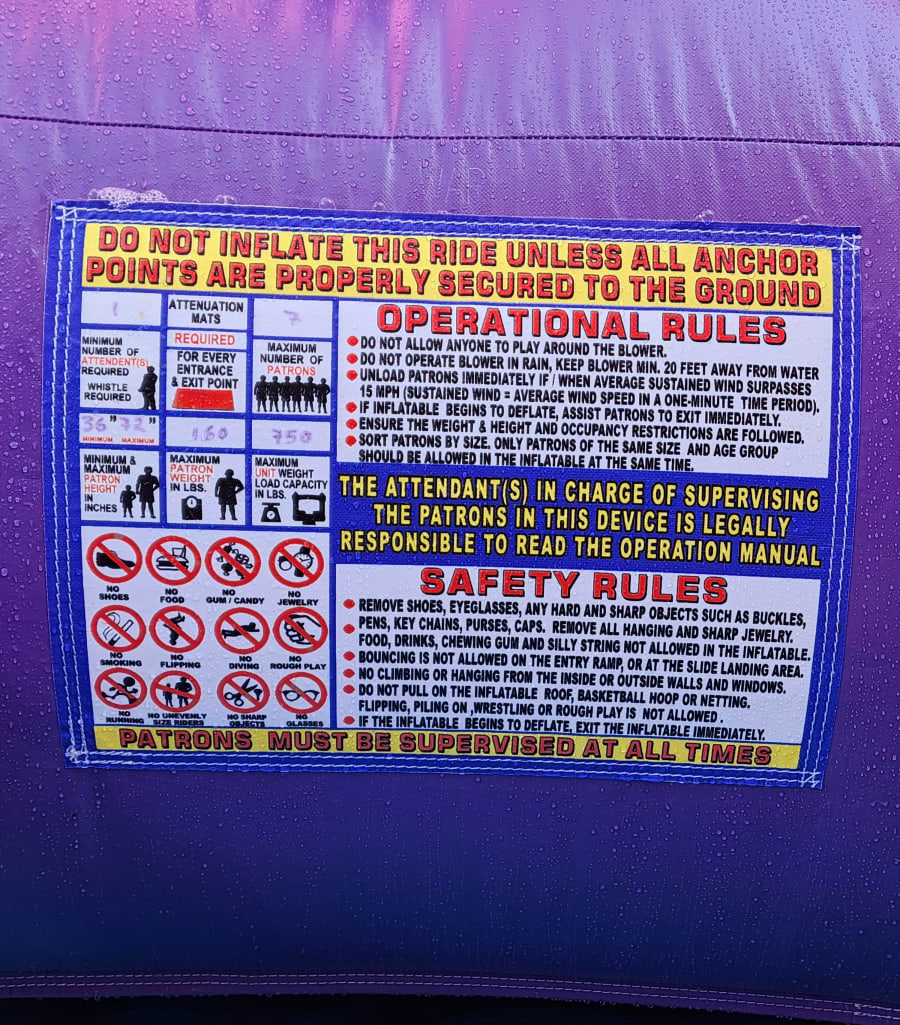 DO NOT INFLATE THIS RIDE UNLESS ALL ANCHOR
POINTS ARE PROPERLY SECURED TO THE GROUND
1
MINIMUM
NUMBER OF
ATTENDENT(S)
REQUIRED
WHISTLE
REQUIRED
ATTENUATION
MATS
REQUIRED
FOR EVERY
ENTRANCE
& EXIT POINT
7
MAXIMUM
NUMBER OF
PATRONS
36" 72"
MINIMUM MAXIMUM
MINIMUM &
MAXIMUM
PATRON
HEIGHT
IN
INCHES
160
MAXIMUM
PATRON
WEIGHT
IN LBS.
750
MAXIMUM
UNIT WEIGHT
LOAD CAPACITY
IN LBS.
NO
SHOES
NO
FOOD
NO
GUM / CANDY
NO
JEWELRY
NO
SMOKING
NO
FLIPPING
NO
DIVING
NO
ROUGH PLAY
NO
RUNNING
NO UNEVENLY
SIZE RIDERS
NO SHARP
OBJECTS
NO
GLASSES
OPERATIONAL RULES
DO NOT ALLOW ANYONE TO PLAY AROUND THE BLOWER.
DO NOT OPERATE BLOWER IN RAIN, KEEP BLOWER MIN. 20 FEET AWAY FROM WATER
UNLOAD PATRONS IMMEDIATELY IF / WHEN AVERAGE SUSTAINED WIND SURPASSES
15 MPH (SUSTAINED WIND = AVERAGE WIND SPEED IN A ONE-MINUTE TIME PERIOD).
IF INFLATABLE BEGINS TO DEFLATE, ASSIST PATRONS TO EXIT IMMEDIATELY.
ENSURE THE WEIGHT & HEIGHT AND OCCUPANCY RESTRICTIONS ARE FOLLOWED.
SORT PATRONS BY SIZE. ONLY PATRONS OF THE SAME SIZE AND AGE GROUP
SHOULD BE ALLOWED IN THE INFLATABLE AT THE SAME TIME.
THE ATTENDANT(S) IN CHARGE OF SUPERVISING
THE PATRONS IN THIS DEVICE IS LEGALLY
RESPONSIBLE TO READ THE OPERATION MANUAL
SAFETY RULES
REMOVE SHOES, EYEGLASSES, ANY HARD AND SHARP OBJECTS SUCH AS BUCKLES,
PENS, KEY CHAINS, PURSES, CAPS. REMOVE ALL HANGING AND SHARP JEWELRY.
FOOD, DRINKS, CHEWING GUM AND SILLY STRING NOT ALLOWED IN THE INFLATABLE.
BOUNCING IS NOT ALLOWED ON THE ENTRY RAMP, OR AT THE SLIDE LANDING AREA.
NO CLIMBING OR HANGING FROM THE INSIDE OR OUTSIDE WALLS AND WINDOWS.
DO NOT PULL ON THE INFLATABLE ROOF, BASKETBALL HOOP OR NETTING.
FLIPPING, PILING ON ,WRESTLING OR ROUGH PLAY IS NOT ALLOWED .
IF THE INFLATABLE BEGINS TO DEFLATE, EXIT THE INFLATABLE IMMEDIATELY.
PATRONS MUST BE SUPERVISED AT ALL TIMES